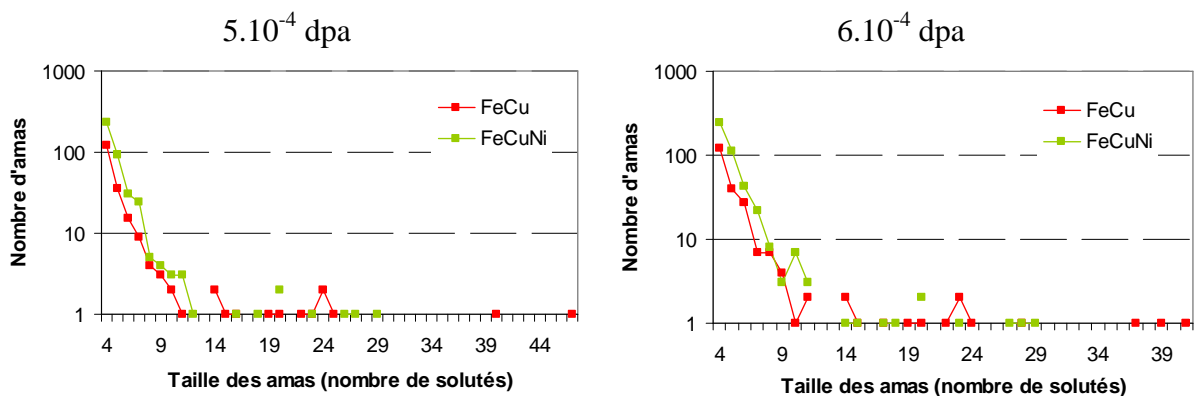 5.10-4 dpa
1000
100
10
1
Nombre d'amas
FeCu
FeCuNi
4 9 14 19 24 29 34 39 44
Taille des amas (nombre de solutés)
6.10-4 dpa
1000
100
10
1
Nombre d'amas
FeCu
FeCuNi
4 9 14 19 24 29 34 39
Taille des amas (nombre de solutés)